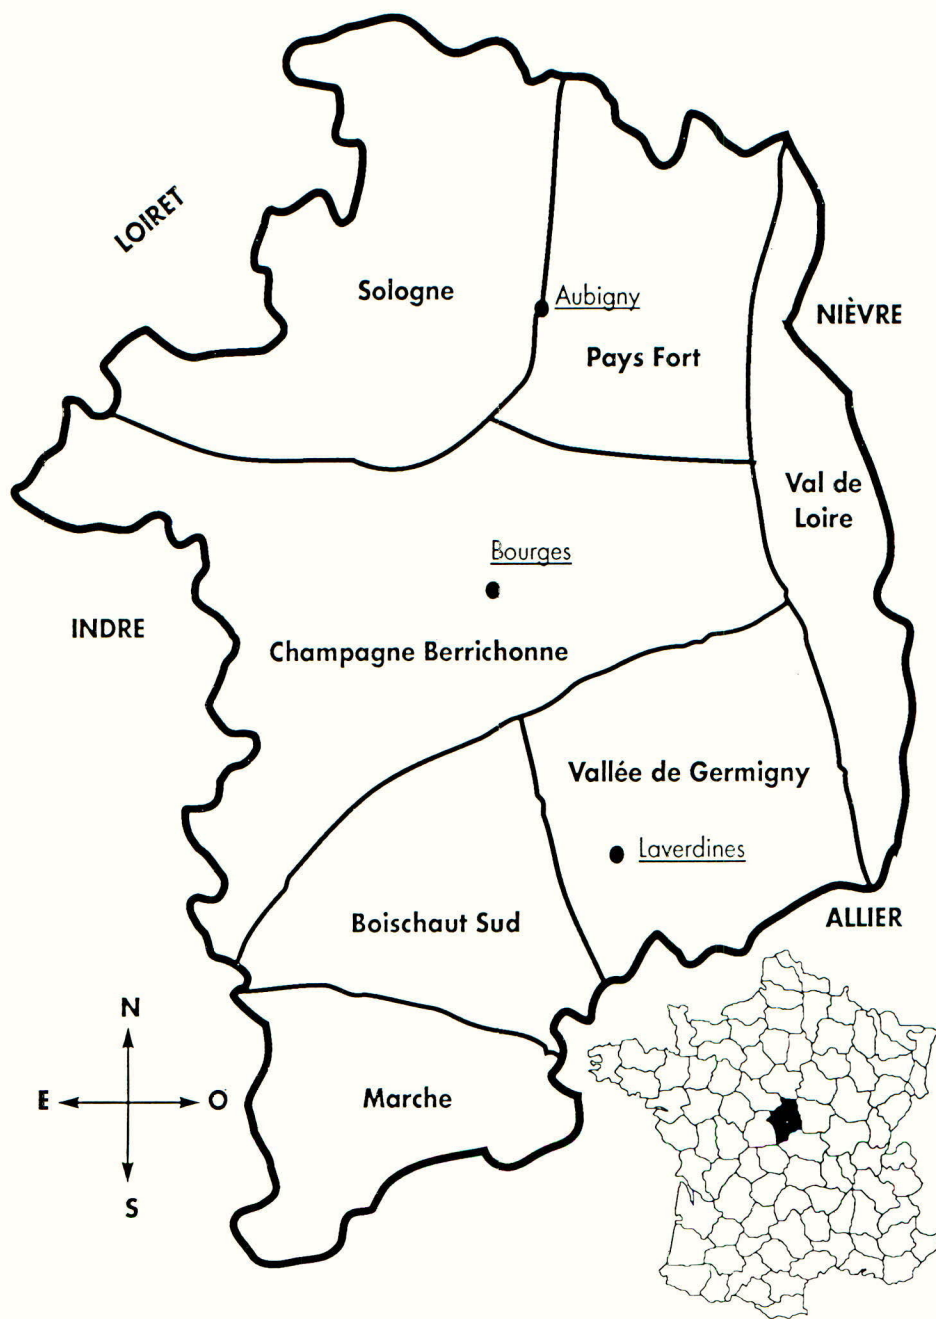 LOIRET
Sologne
Aubigny
NIÈVRE
Pays Fort
Val de
Loire
Bourges
INDRE
Champagne Berrichonne
Vallée de Germigny
Laverdines
Boischaut Sud
ALLIER
N
E
O
S
Marche